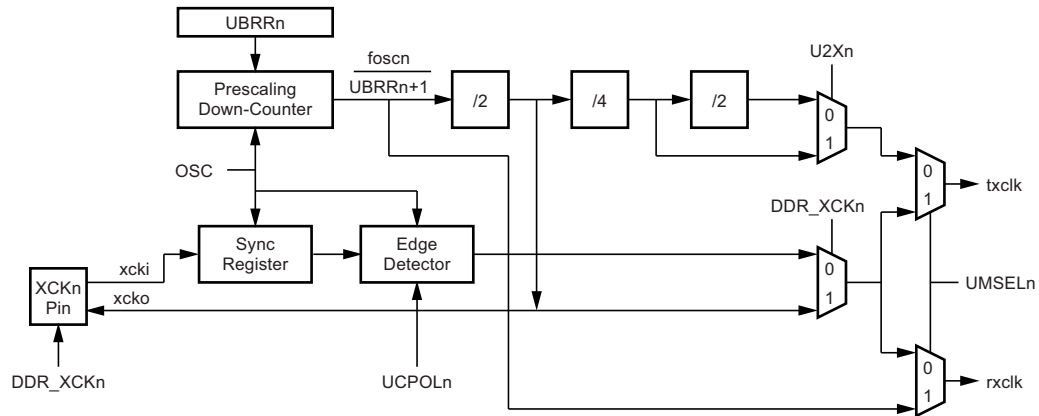 UBRRn
foscn
UBRRn+1
U2Xn
Prescaling
Down-Counter
/2
/4
/2
0
1
OSC
0
1
txclk
DDR_XCKn
Sync
Register
Edge
Detector
xcki
0
1
XCKn
Pin
xcko
UMSELn
DDR_XCKn
UCPOLn
0
1
rxclk